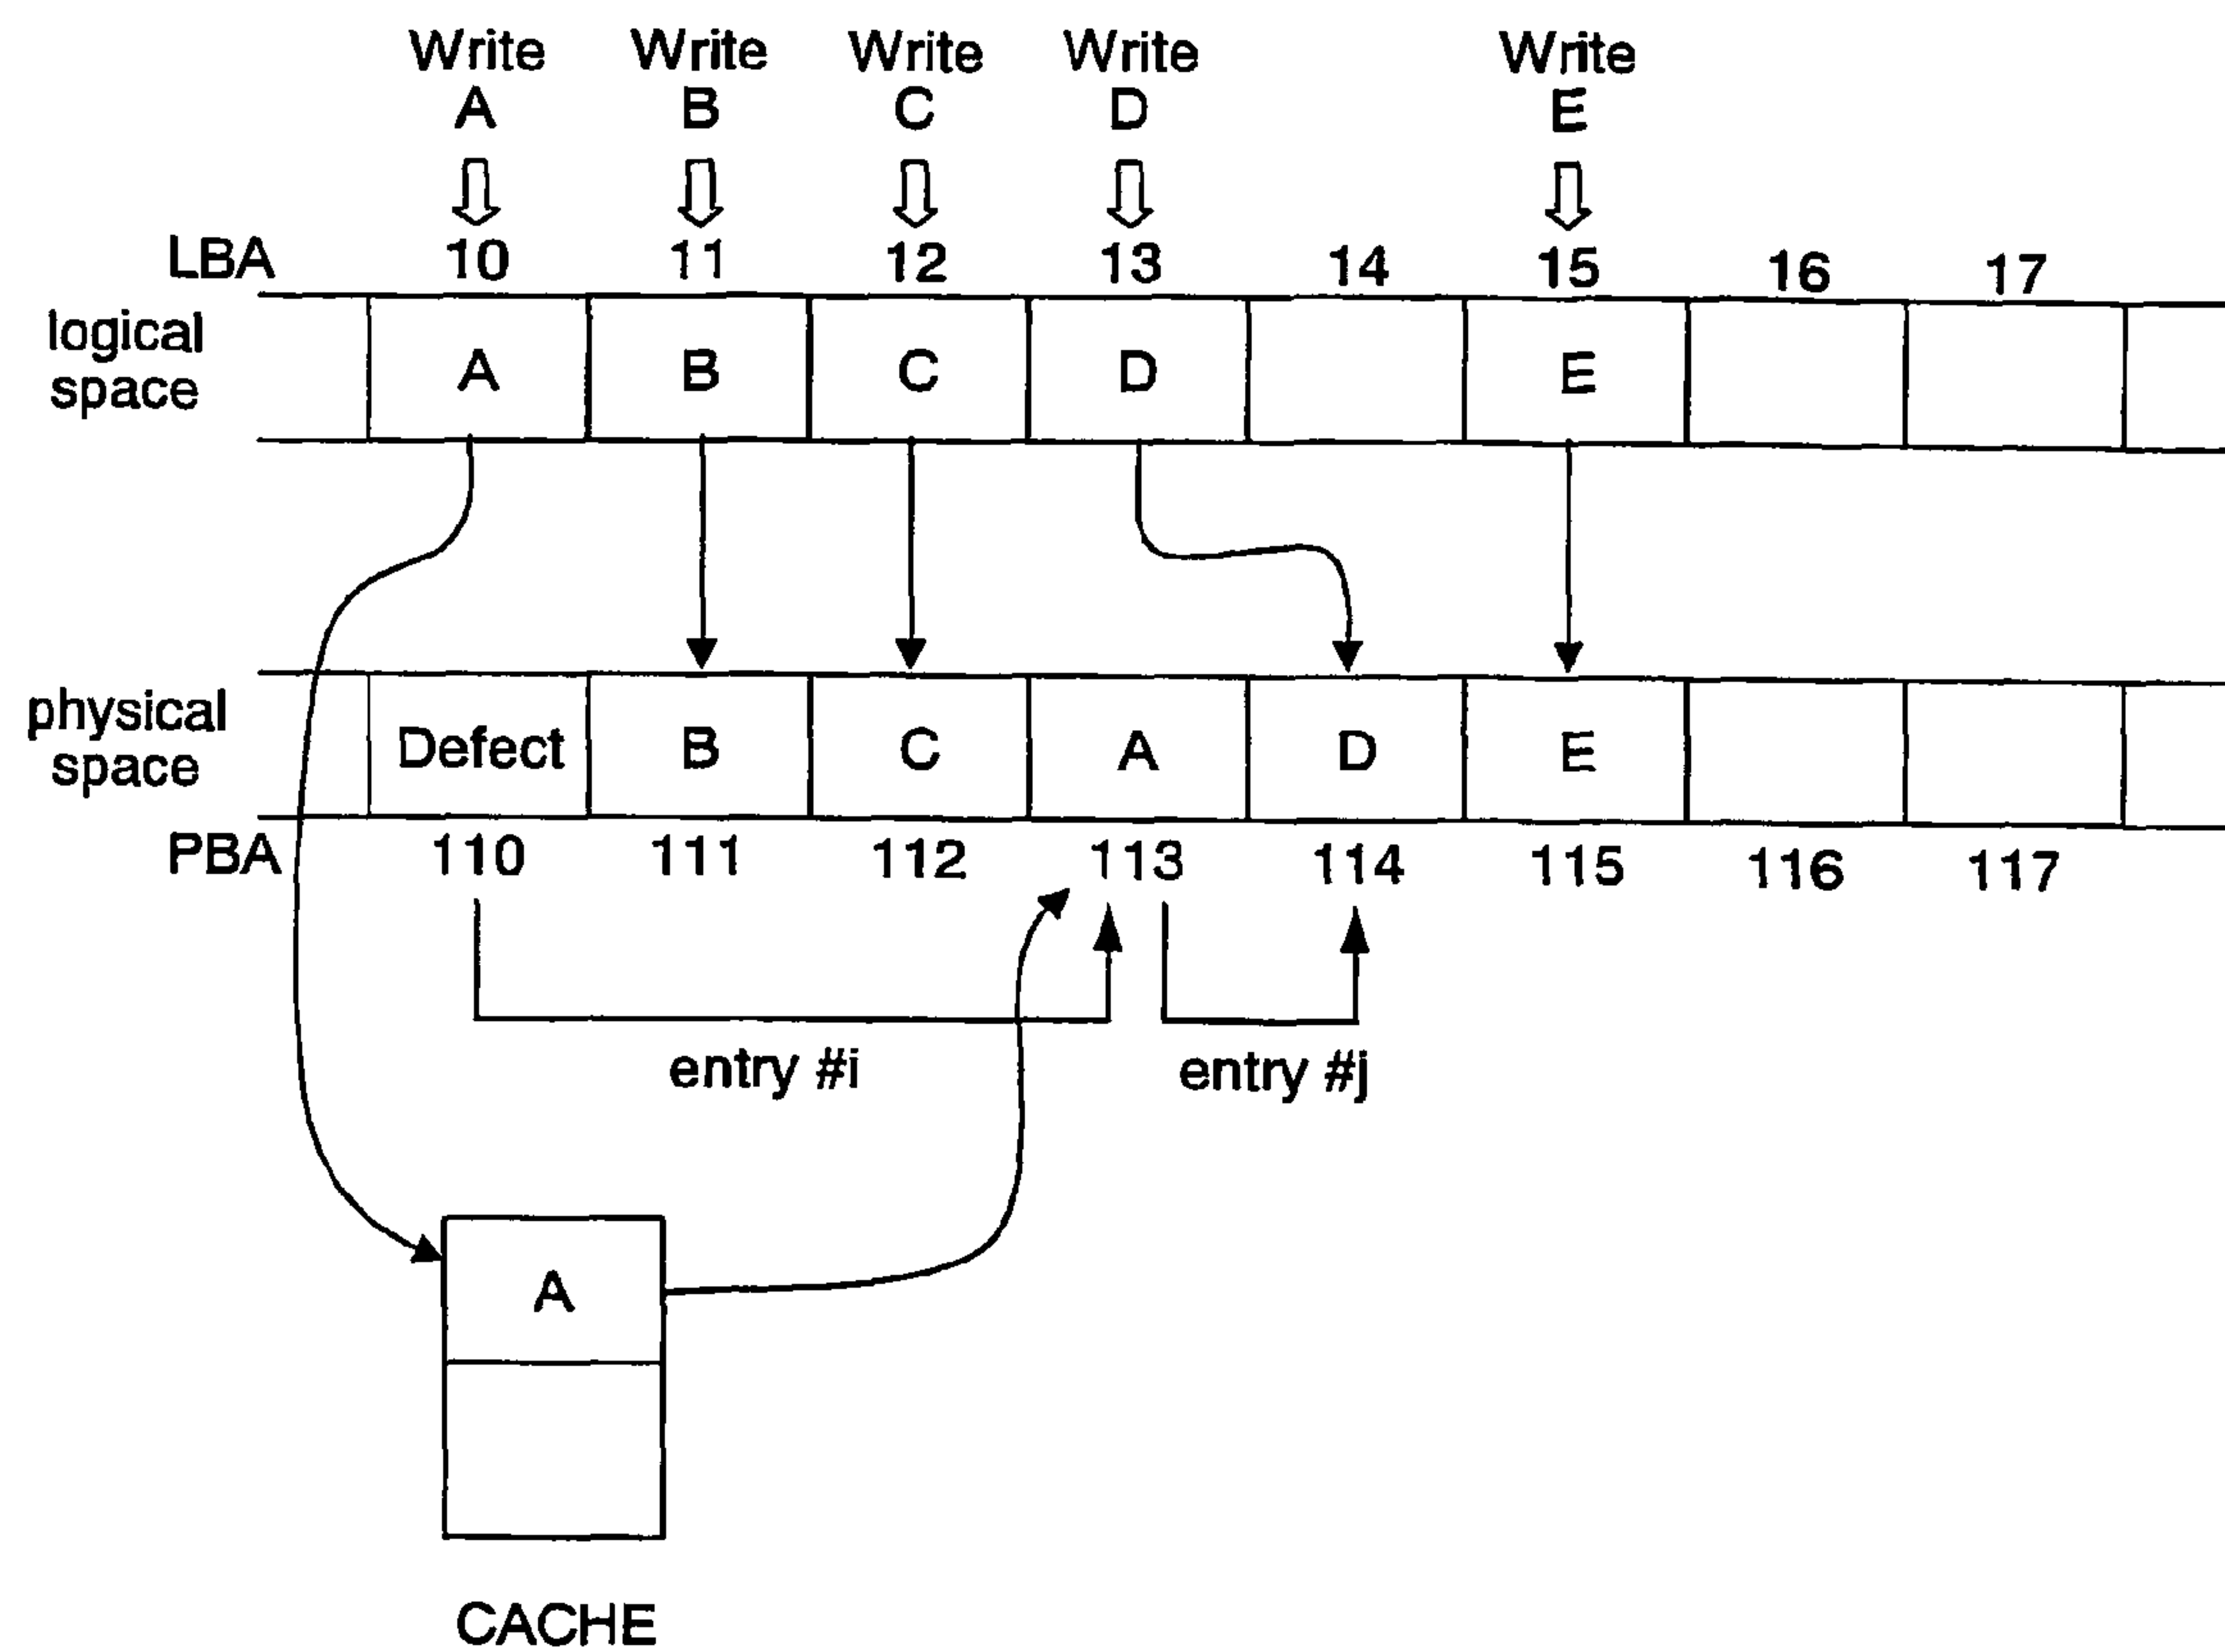 Write Write Write Write Write
A B C D E
LBA 10 11 12 13 14 15 16 17
logical
space
A B C D E
physical
space
Defect B C A D E
PBA 110 111 112 113 114 115 116 117
entry #i entry #j
A
CACHE